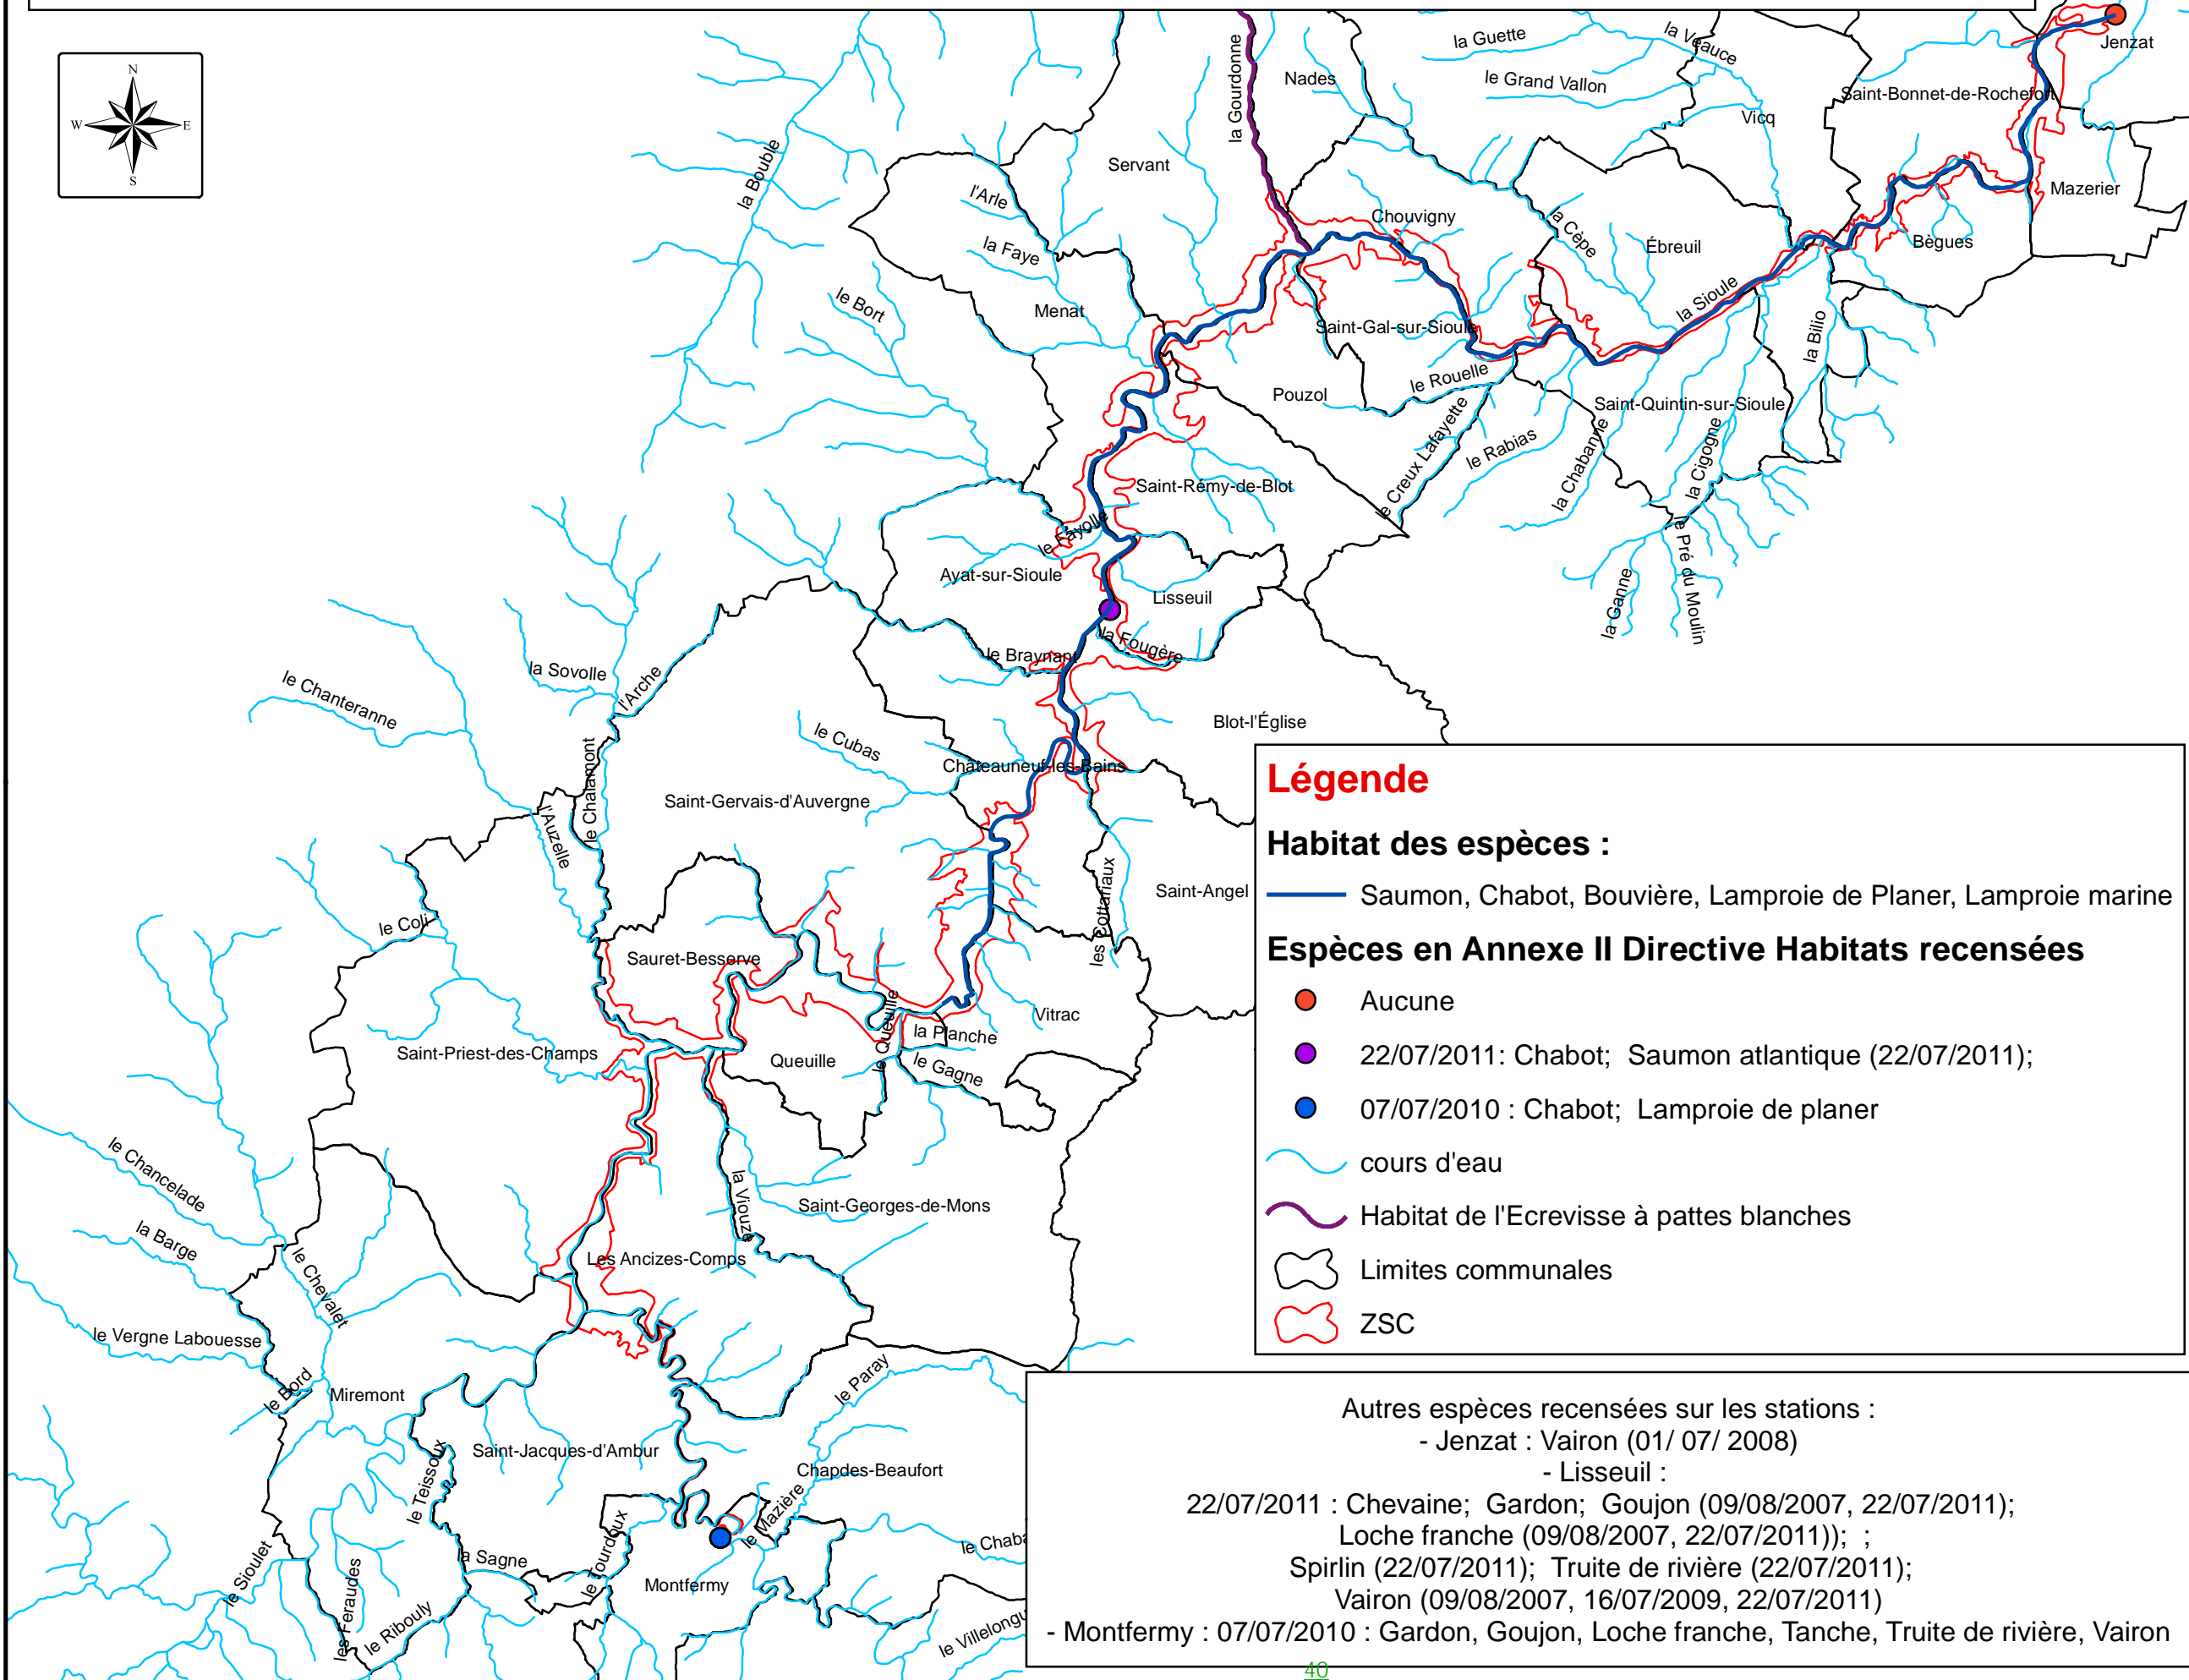 N
W
E
S
la Gourdonne
Nades
la Guette
la Veauce
Jenzat
le Grand Vallon
Saint-Bonnet-de-Rochefort
Vicq
la Bouble
Servant
l'Arle
Mazerier
la Faye
Chouvigny
la Cèpe
Ébreuil
Bègues
le Bort
Menat
la Sioule
Saint-Gal-sur-Sioule
la Bilio
Pouzol
le Rouelle
Saint-Quintin-sur-Sioule
le Creux Lafayette
le Rabias
la Chabanne
la Cigogne
Saint-Rémy-de-Blot
le Fayolle
le Pré du Moulin
Ayat-sur-Sioule
Lisseuil
la Ganne
la Fougère
le Braynant
la Sovolle
l'Arche
le Chanteranne
Blot-l'Église
le Cubas
Châteauneuf-les-Bains
le Chalamont
Saint-Gervais-d'Auvergne
l'Auzelle
Saint-Angel
les Cottariaux
le Coli
Sauret-Besserve
Vitrac
le Queuille
la Planche
Saint-Priest-des-Champs
Queuille
le Gagne
le Chancelade
la Viouze
Saint-Georges-de-Mons
la Barge
Les Ancizes-Comps
le Chevalet
le Vergne Labouesse
le Bord
Miremont
le Paray
Saint-Jacques-d'Ambur
Chapdes-Beaufort
le Teissoux
le Mazière
le Tourdoux
le Sioulet
la Sagne
le Chaba
les Feraudes
Montfermy
le Ribouly
le Villelongu
Légende
Habitat des espèces :
Saumon, Chabot, Bouvière, Lamproie de Planer, Lamproie marine
Espèces en Annexe II Directive Habitats recensées
Aucune
22/07/2011: Chabot; Saumon atlantique (22/07/2011);
07/07/2010 : Chabot; Lamproie de planer
cours d'eau
Habitat de l'Ecrevisse à pattes blanches
Limites communales
ZSC
Autres espèces recensées sur les stations :
- Jenzat : Vairon (01/ 07/ 2008)
- Lisseuil :
22/07/2011 : Chevaine; Gardon; Goujon (09/08/2007, 22/07/2011);
Loche franche (09/08/2007, 22/07/2011)); ;
Spirlin (22/07/2011); Truite de rivière (22/07/2011);
Vairon (09/08/2007, 16/07/2009, 22/07/2011)
- Montfermy : 07/07/2010 : Gardon, Goujon, Loche franche, Tanche, Truite de rivière, Vairon
40